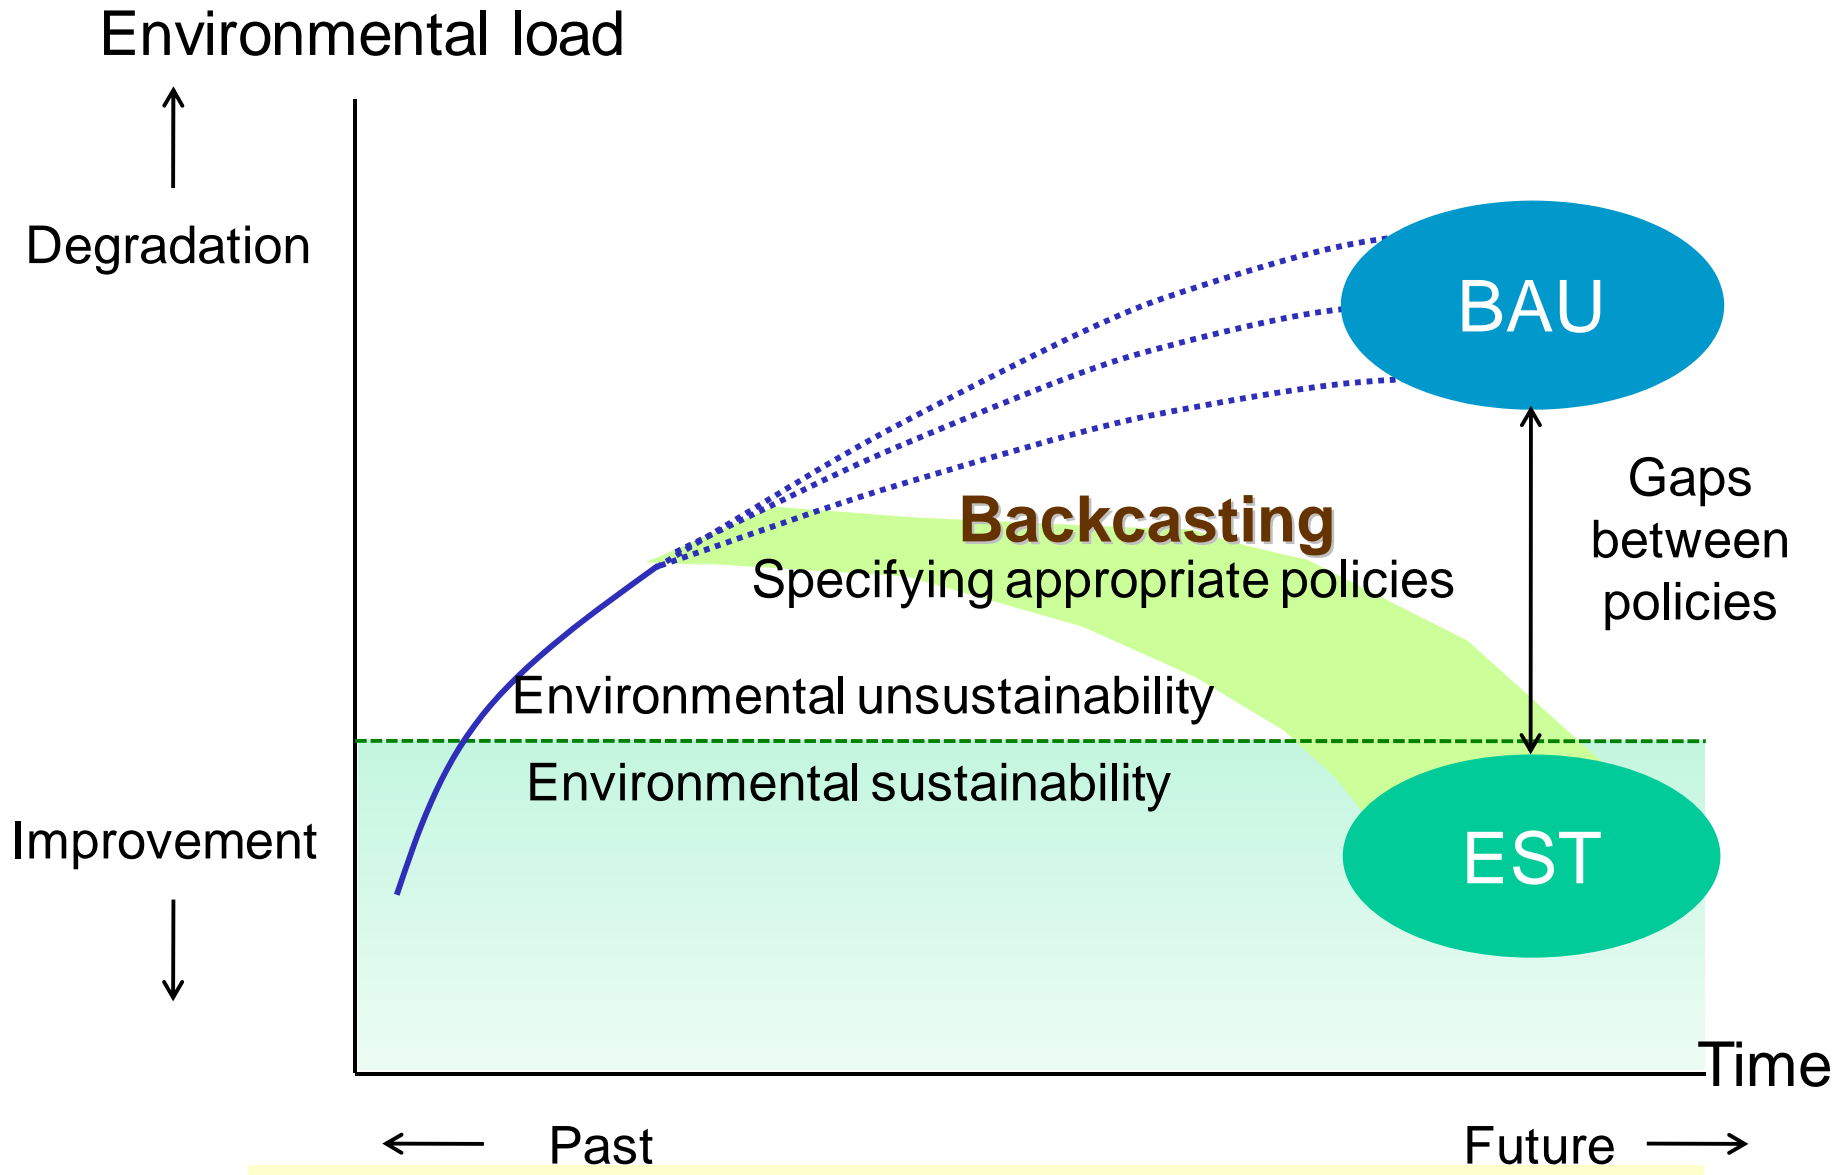 Environmental load
Degradation
BAU
Gaps
between
policies
Backcasting
Specifying appropriate policies
Environmental unsustainability
Environmental sustainability
Improvement
EST
Time
Past
Future